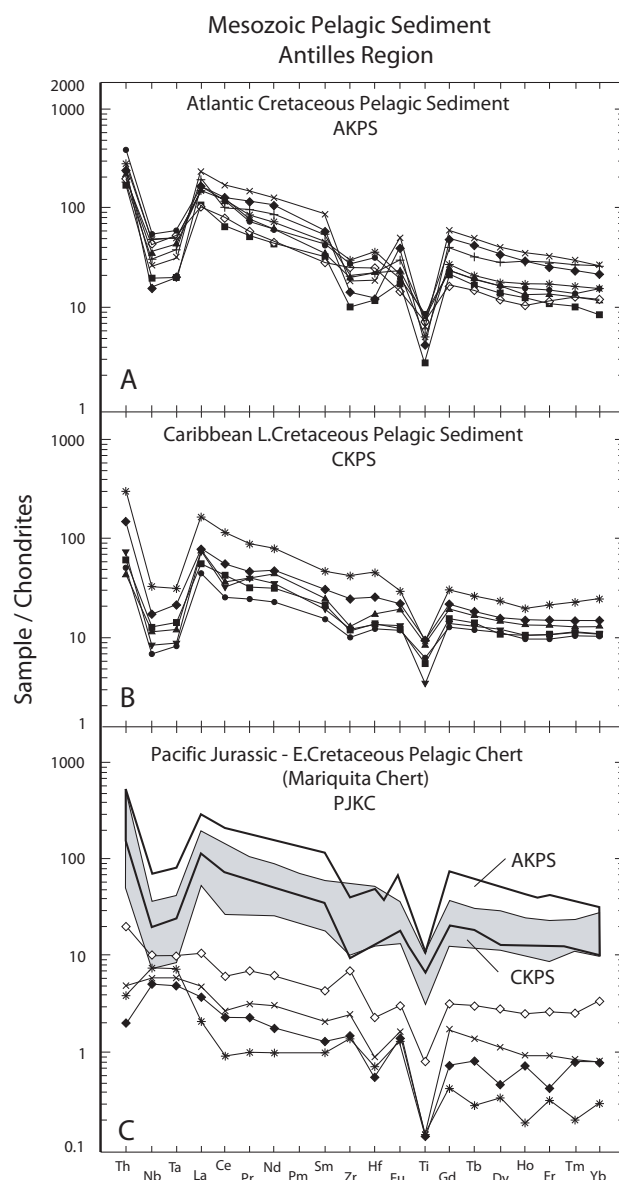 Mesozoic Pelagic Sediment
Antilles Region
2000
1000
Atlantic Cretaceous Pelagic Sediment
AKPS
100
10
A
1
1000
Caribbean L.Cretaceous Pelagic Sediment
CKPS
100
10
B
1
Sample / Chondrites
1000
Pacific Jurassic - E.Cretaceous Pelagic Chert
(Mariquita Chert)
PJKC
100
AKPS
10
CKPS
1
C
0.1
Th Nb Ta La Ce Pr Nd Pm Sm Zr Hf Eu Ti Gd Tb Dy Ho Er Tm Yb